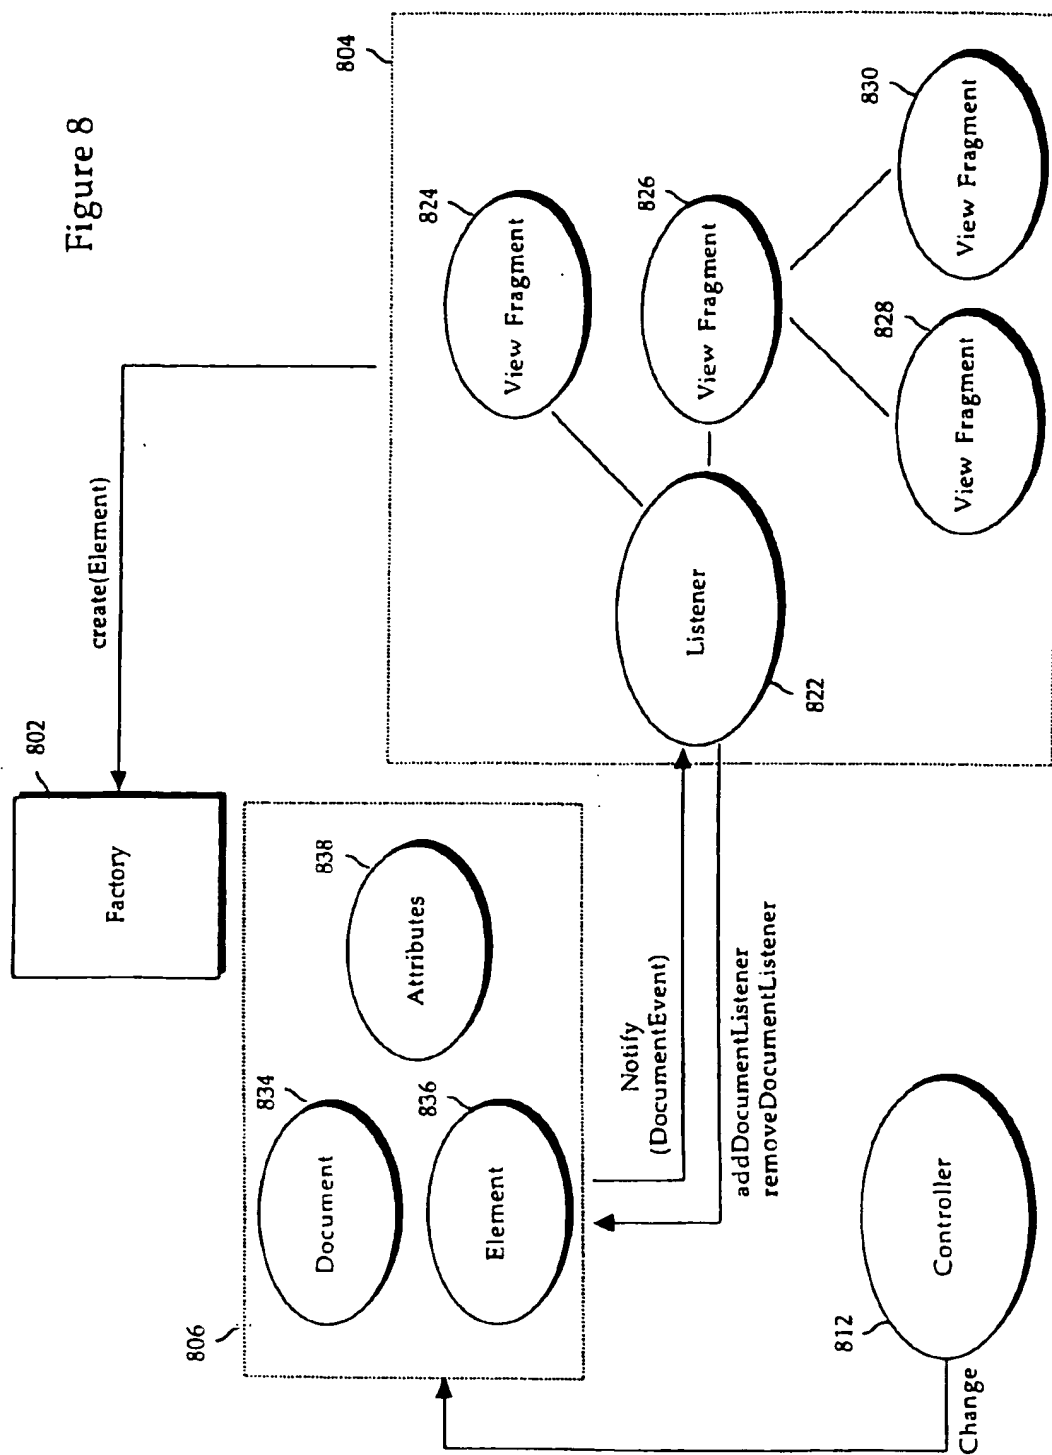 Figure 8
802
Factory
create(Element)
804
806
834
Document
836
Element
838
Attributes
Notify
(DocumentEvent)
addDocumentListener
removeDocumentListener
Listener
822
824
View Fragment
826
View Fragment
828
View Fragment
830
View Fragment
812
Controller
Change